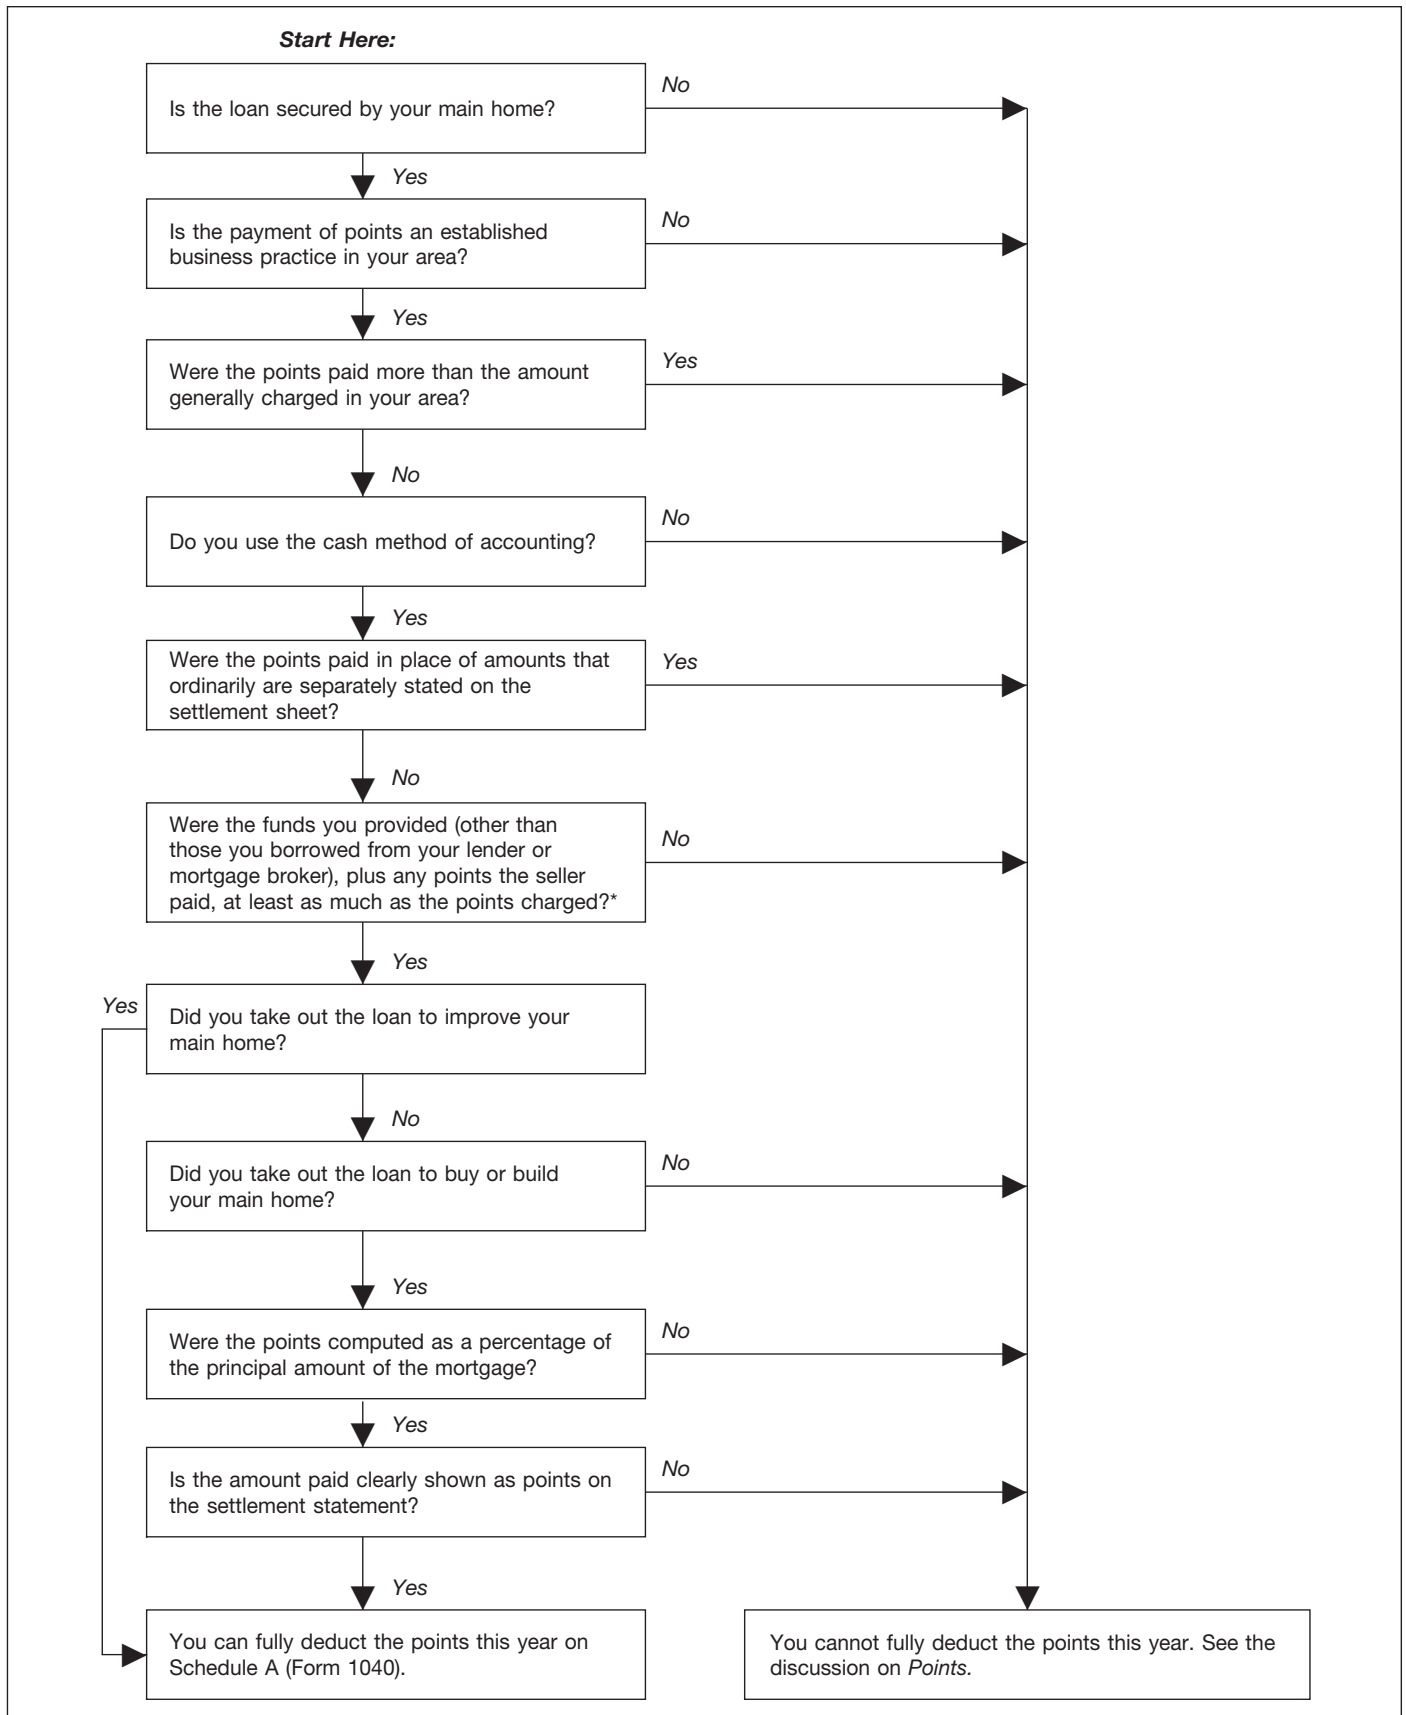 Start Here:
Is the loan secured by your main home?
No
Yes
Is the payment of points an established
business practice in your area?
No
Yes
Were the points paid more than the amount
generally charged in your area?
Yes
No
Do you use the cash method of accounting?
No
Yes
Were the points paid in place of amounts that
ordinarily are separately stated on the
settlement sheet?
Yes
No
Were the funds you provided (other than
those you borrowed from your lender or
mortgage broker), plus any points the seller
paid, at least as much as the points charged?*
No
Yes
Did you take out the loan to improve your
main home?
Yes
No
Did you take out the loan to buy or build
your main home?
No
Yes
Were the points computed as a percentage of
the principal amount of the mortgage?
No
Yes
Is the amount paid clearly shown as points on
the settlement statement?
No
Yes
You can fully deduct the points this year on
Schedule A (Form 1040).
You cannot fully deduct the points this year. See the
discussion on Points.